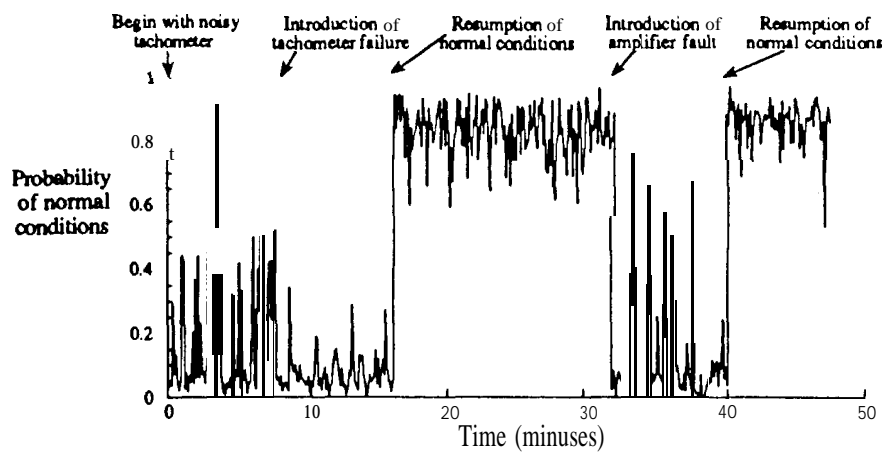 Begin with noisy
tachometer
Introduction of
tachometer failure
Resumption of
normal conditions
Introduction of
amplifier fault
Resumption of
normal conditions
1
0.8
t
Probability
of normal
conditions
0.6
0.4
0.2
0
0
10
20
30
40
50
Time (minuses)